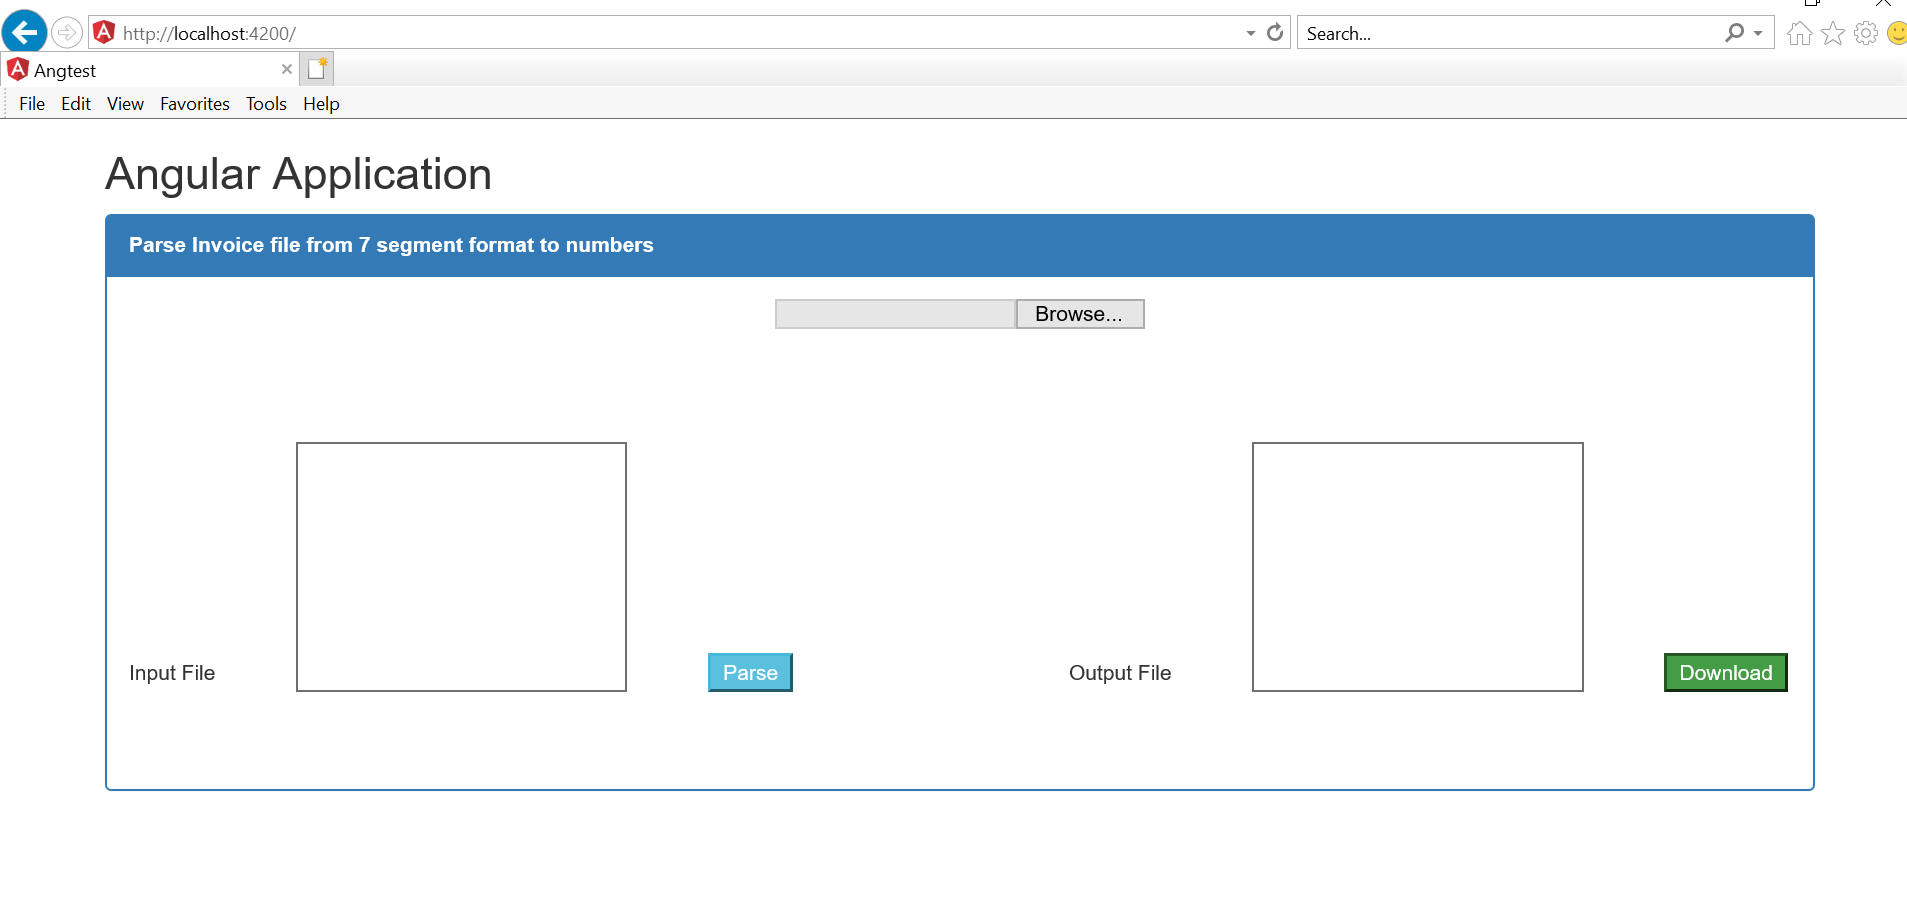 http://localhost:4200/
Search...
Angtest
File Edit View Favorites Tools Help
Angular Application
Parse Invoice file from 7 segment format to numbers
Browse...
Input File
Parse
Output File
Download